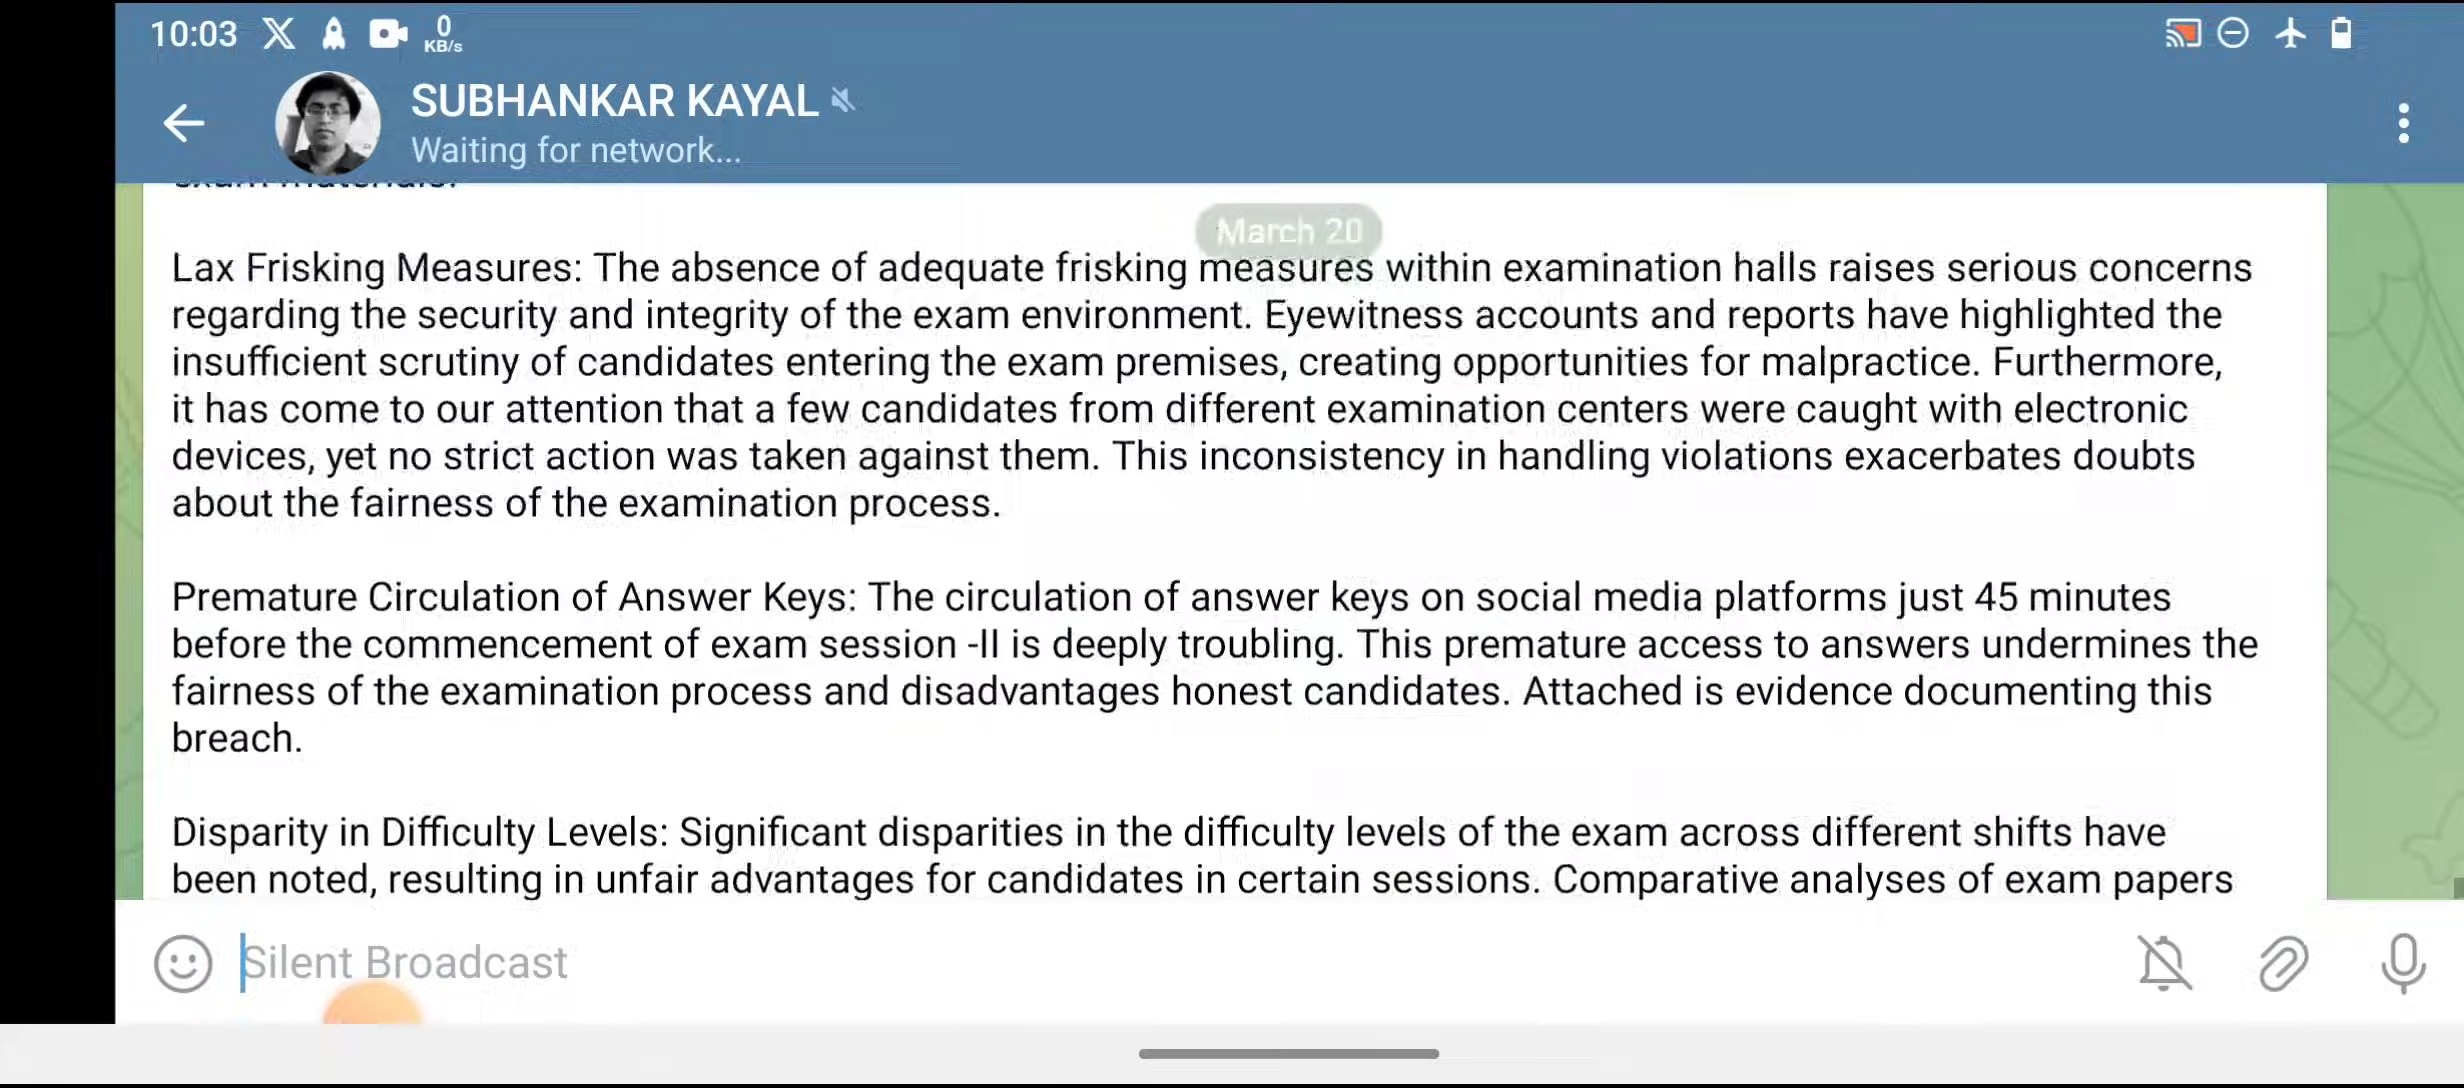 10:03 X 0
KB/s
SUBHANKAR KAYAL
Waiting for network...
exam materials.
March 20
Lax Frisking Measures: The absence of adequate frisking measures within examination halls raises serious concerns
regarding the security and integrity of the exam environment. Eyewitness accounts and reports have highlighted the
insufficient scrutiny of candidates entering the exam premises, creating opportunities for malpractice. Furthermore,
it has come to our attention that a few candidates from different examination centers were caught with electronic
devices, yet no strict action was taken against them. This inconsistency in handling violations exacerbates doubts
about the fairness of the examination process.
Premature Circulation of Answer Keys: The circulation of answer keys on social media platforms just 45 minutes
before the commencement of exam session -II is deeply troubling. This premature access to answers undermines the
fairness of the examination process and disadvantages honest candidates. Attached is evidence documenting this
breach.
Disparity in Difficulty Levels: Significant disparities in the difficulty levels of the exam across different shifts have
been noted, resulting in unfair advantages for candidates in certain sessions. Comparative analyses of exam papers
Silent Broadcast